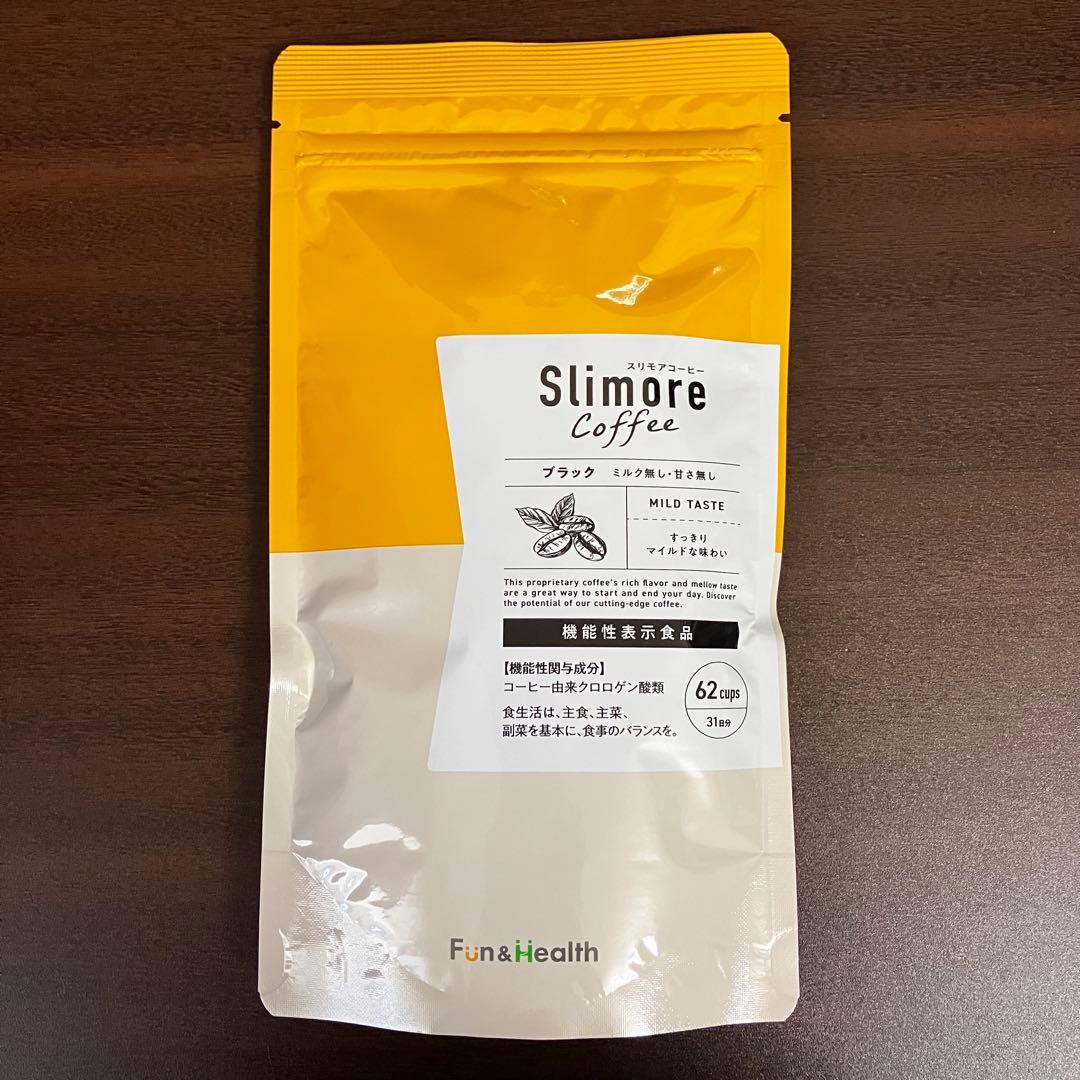 スリモアコーヒー
Slimore
Coffee
ブラック ミルク無し・甘さ無し
MILD TASTE
すっきり
マイルドな味わい
This proprietary coffee's rich flavor and mellow taste
are a great way to start and end your day. Discover
the potential of our cutting-edge coffee.
機能性表示食品
【機能性関与成分】
コーヒー由来クロロゲン酸類
食生活は、主食、主菜、
副菜を基本に、食事のバランスを。
62 cups
31日分
Fun&Health